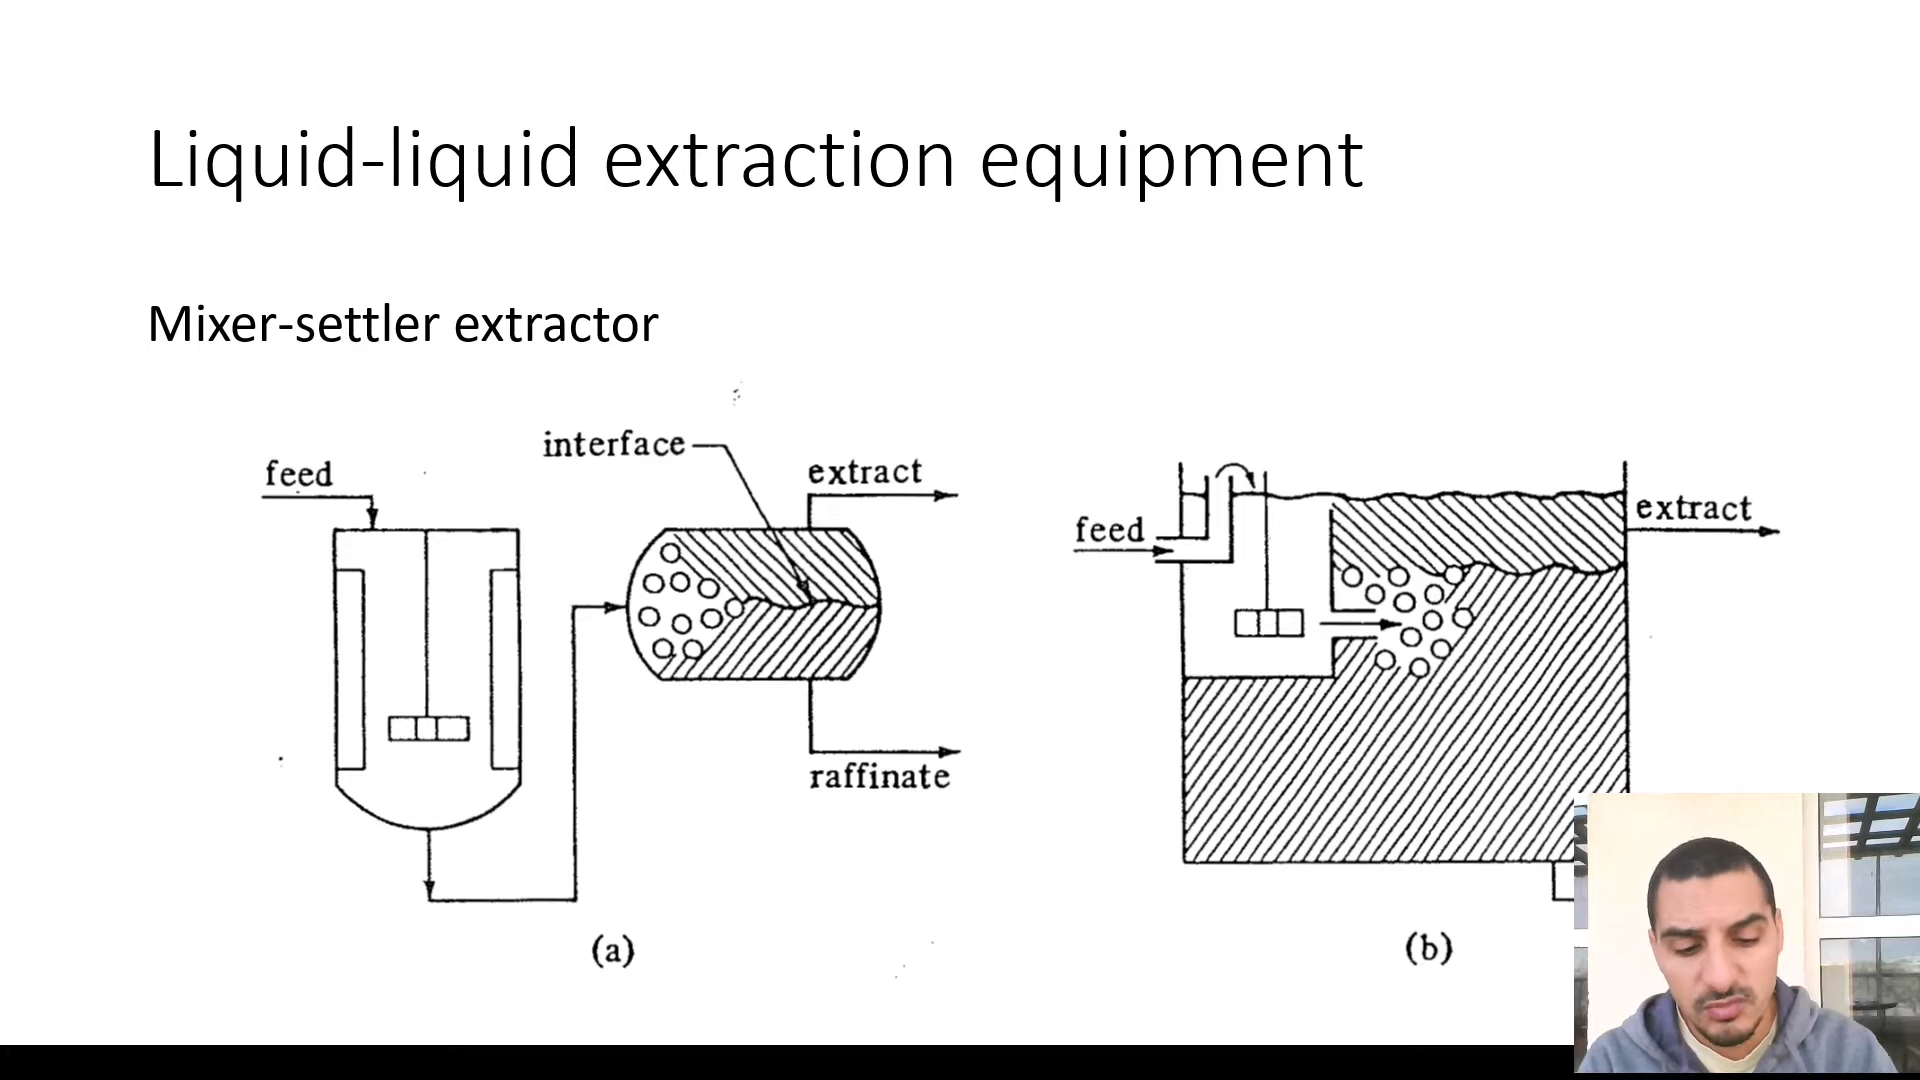 Liquid-liquid extraction equipment
Mixer-settler extractor
interface
feed
extract
raffinate
(a)
feed
extract
(b)